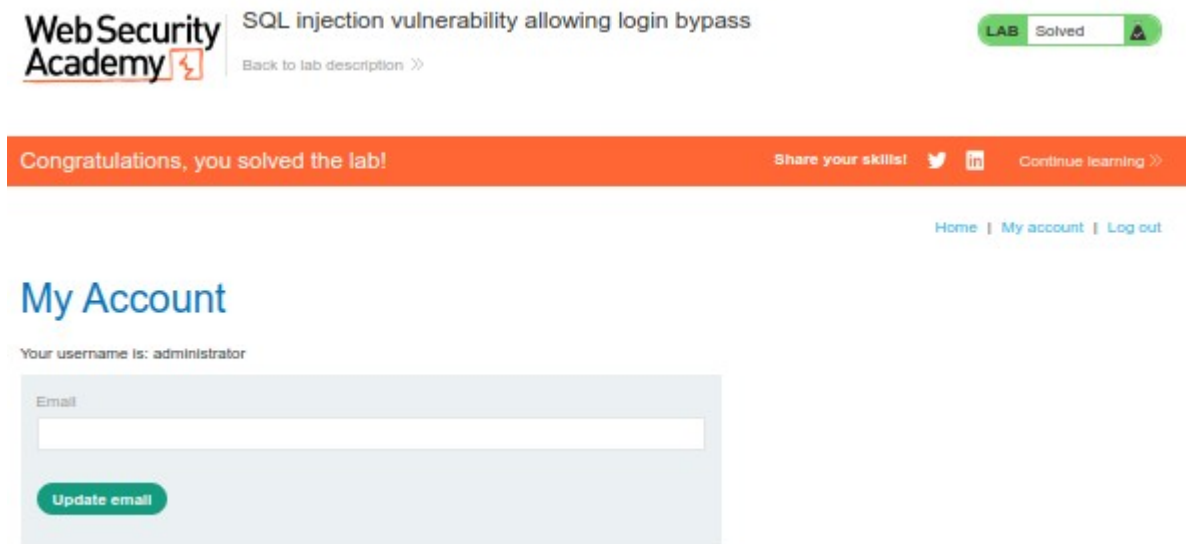 Web Security
Academy
SQL injection vulnerability allowing login bypass
Back to lab description
LAB Solved
Congratulations, you solved the lab!
Share your skills!
Continue learning
Home | My account | Log out
My Account
Your username is: administrator
Email
Update email